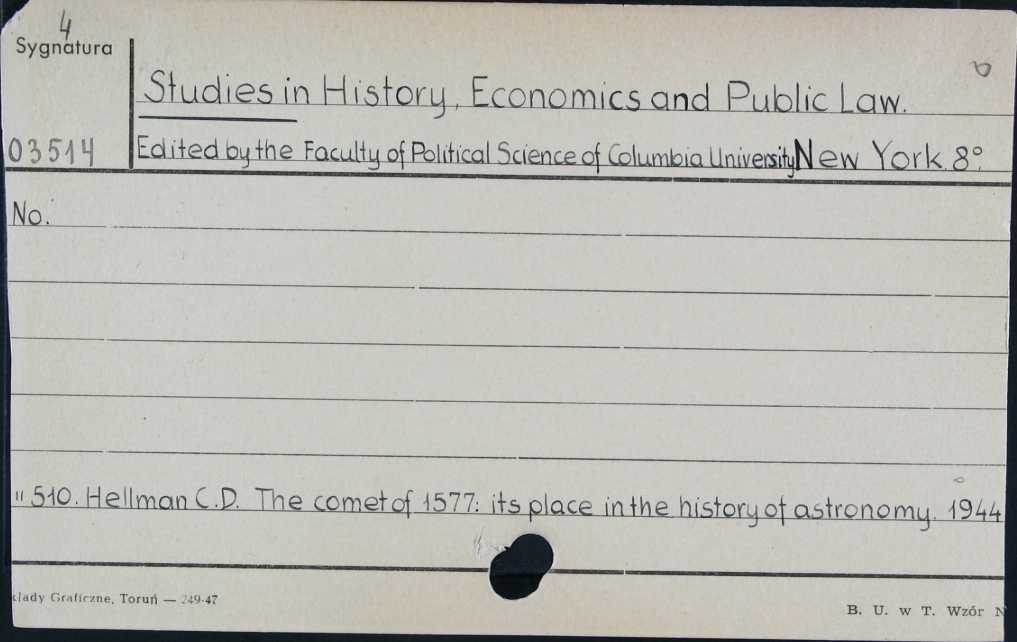 4
Sygnatura
Studies in History, Economics and Public Law.
03514
Edited by the Faculty of Political Science of Columbia University New York. 8°.
No.
" 510. Hellman C.D. The comet of 1577: its place in the history of astronomy. 1944
kłady Graficzne, Toruń — 249-47
B. U. w T. Wzór N